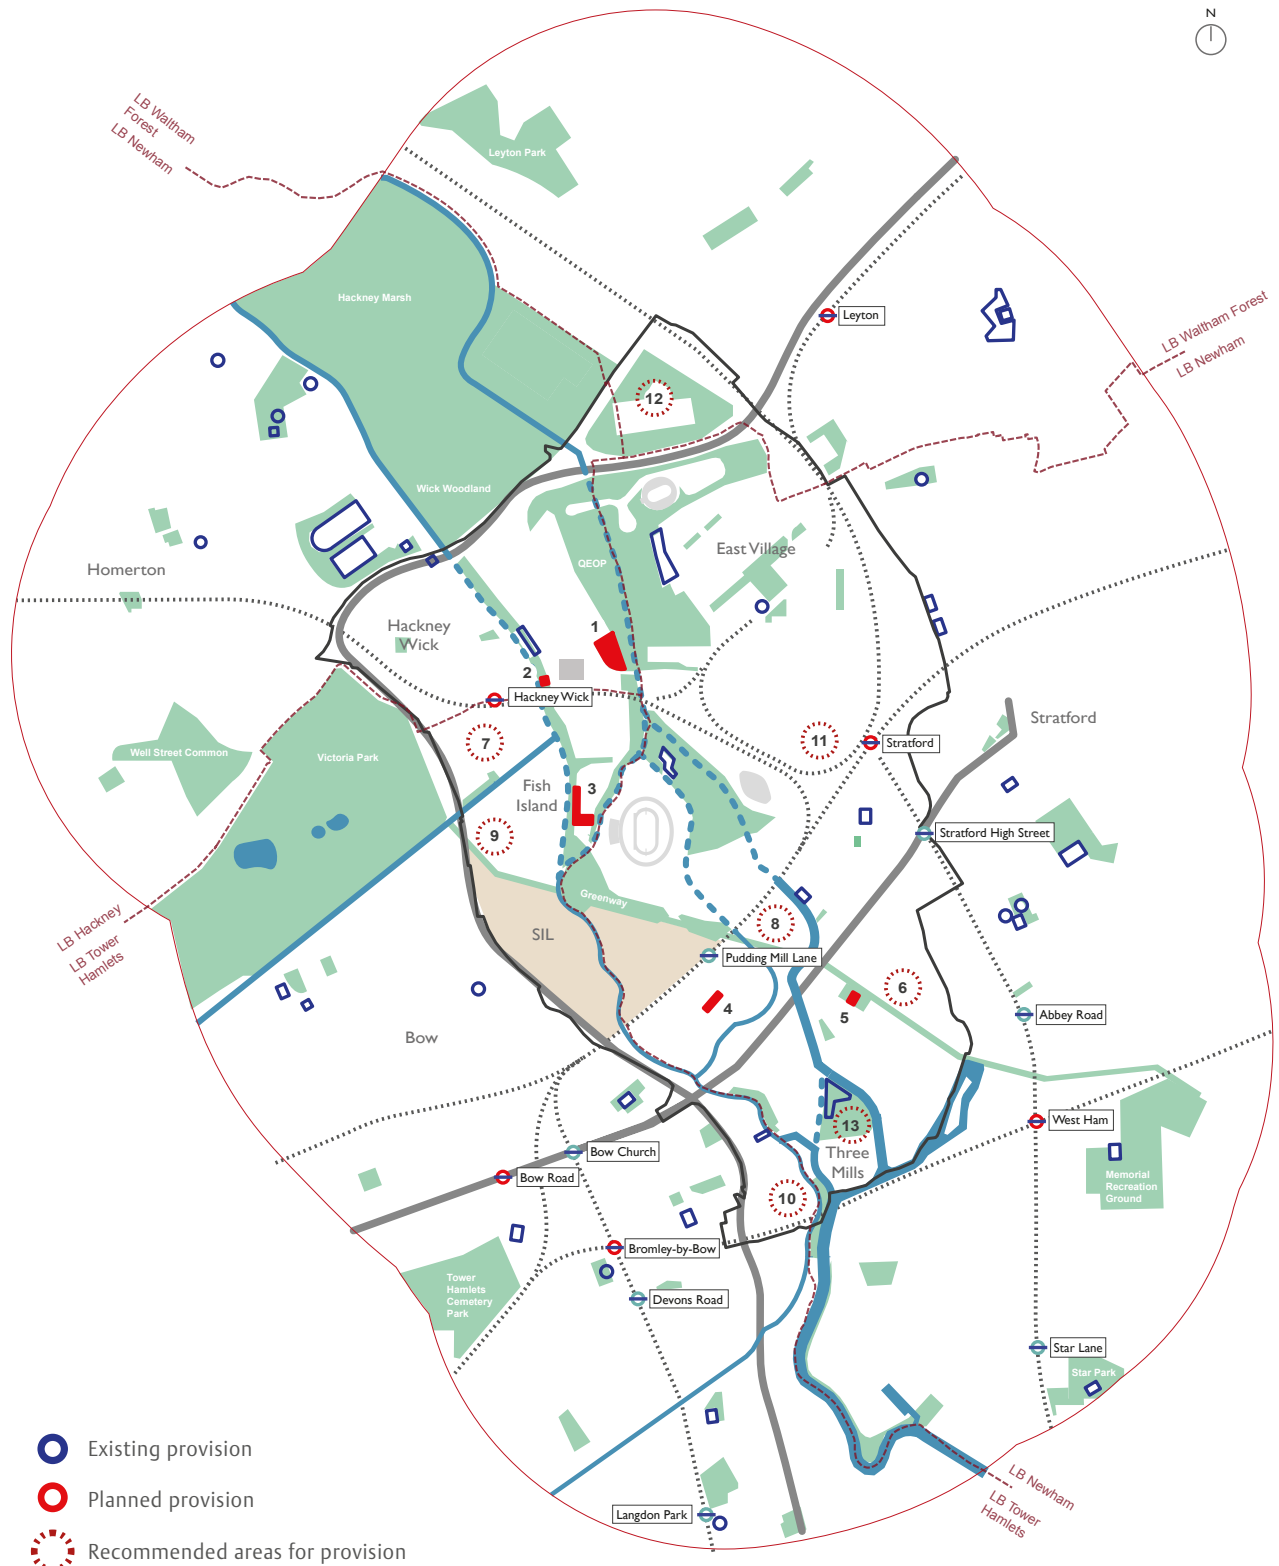 N
LB Waltham
Forest
LB Newham
Leyton Park
Hackney Marsh
Leyton
LB Waltham Forest
LB Newham
12
Wick Woodland
East Village
QEOP
Homerton
Hackney
Wick
1
2
Hackney Wick
Stratford
7
11
Stratford
Well Street Common
Victoria Park
Fish
Island
3
9
Stratford High Street
Greenway
LB Hackney
LB Tower
Hamlets
SIL
8
Pudding Mill Lane
6
4
5
Abbey Road
Bow
West Ham
13
Three
Mills
Bow Church
Bow Road
10
Memorial
Recreation
Ground
Bromley-by-Bow
Tower
Hamlets
Cemetery
Park
Devons Road
Star Lane
Star Park
LB Newham
LB Tower
Hamlets
Langdon Park
Existing provision
Planned provision
Recommended areas for provision